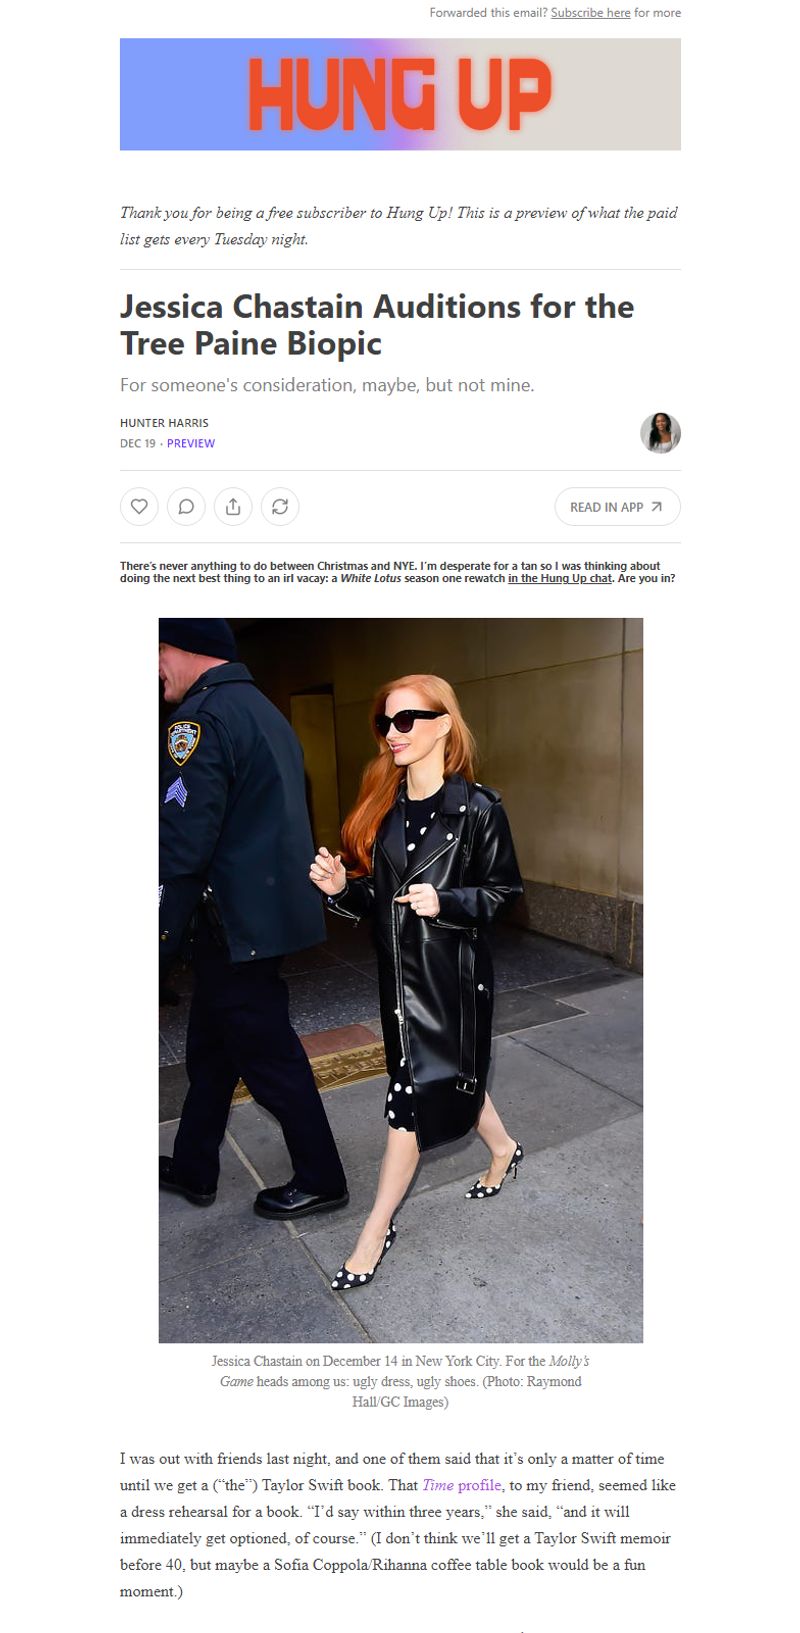 Forwarded this email? Subscribe here for more
HUNG UP
Thank you for being a free subscriber to Hung Up! This is a preview of what the paid
list gets every Tuesday night.
Jessica Chastain Auditions for the
Tree Paine Biopic
For someone's consideration, maybe, but not mine.
HUNTER HARRIS
DEC 19 · PREVIEW
READ IN APP
There's never anything to do between Christmas and NYE. I'm desperate for a tan so I was thinking about
doing the next best thing to an irl vacay: a White Lotus season one rewatch in the Hung Up chat. Are you in?
POLICE
Jessica Chastain on December 14 in New York City. For the Molly's
Game heads among us: ugly dress, ugly shoes. (Photo: Raymond
Hall/GC Images)
I was out with friends last night, and one of them said that it's only a matter of time
until we get a (“the”) Taylor Swift book. That Time profile, to my friend, seemed like
a dress rehearsal for a book. “I'd say within three years,” she said, “and it will
immediately get optioned, of course.” (I don't think we'll get a Taylor Swift memoir
before 40, but maybe a Sofia Coppola/Rihanna coffee table book would be a fun
moment.)